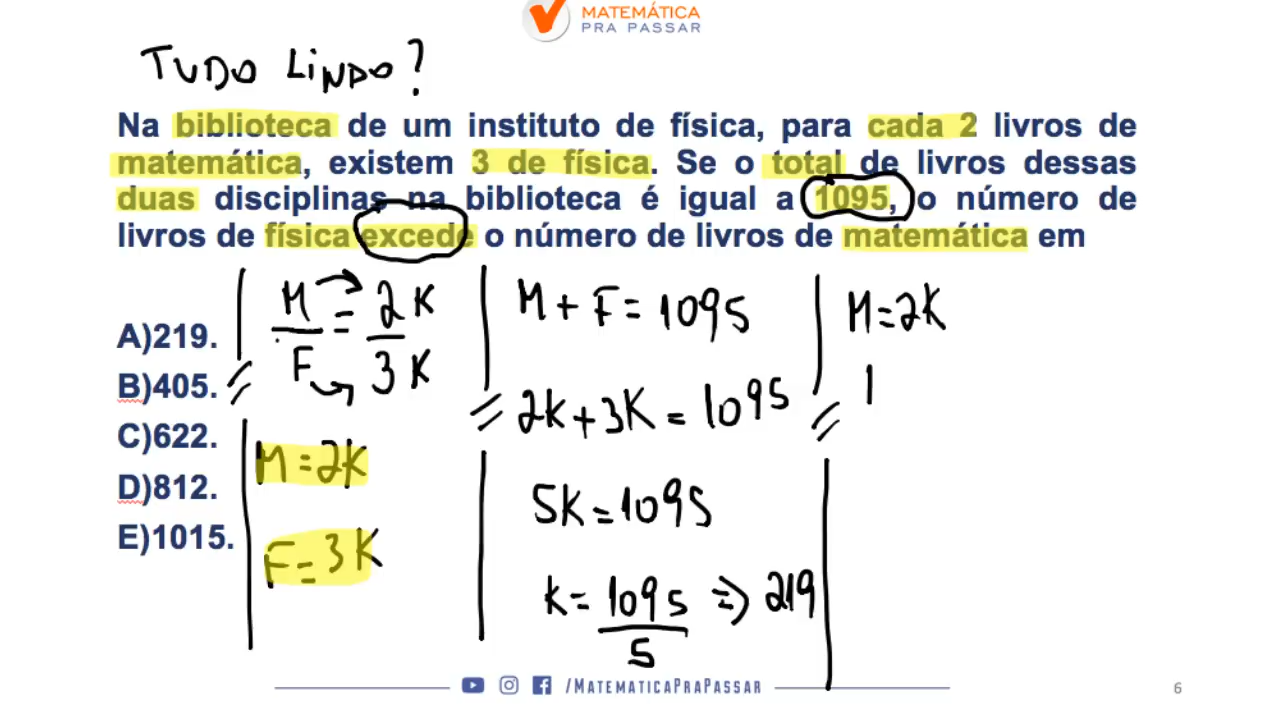 MATEMÁTICA
PRA PASSAR
TUDO LINDO?
Na biblioteca de um instituto de física, para cada 2 livros de
matemática, existem 3 de física. Se o total de livros dessas
duas disciplinas na biblioteca é igual a 1095, o número de
livros de física excede o número de livros de matemática em
A)219.
B)405.
C)622.
D)812.
E)1015.
M = 2K
F 3K
M=2K
F=3K
M+F=1095
2K+3K=1095
5K=1095
K=1095 => 219
5
M=2K
/MATEMATICAPRAPASSAR
6